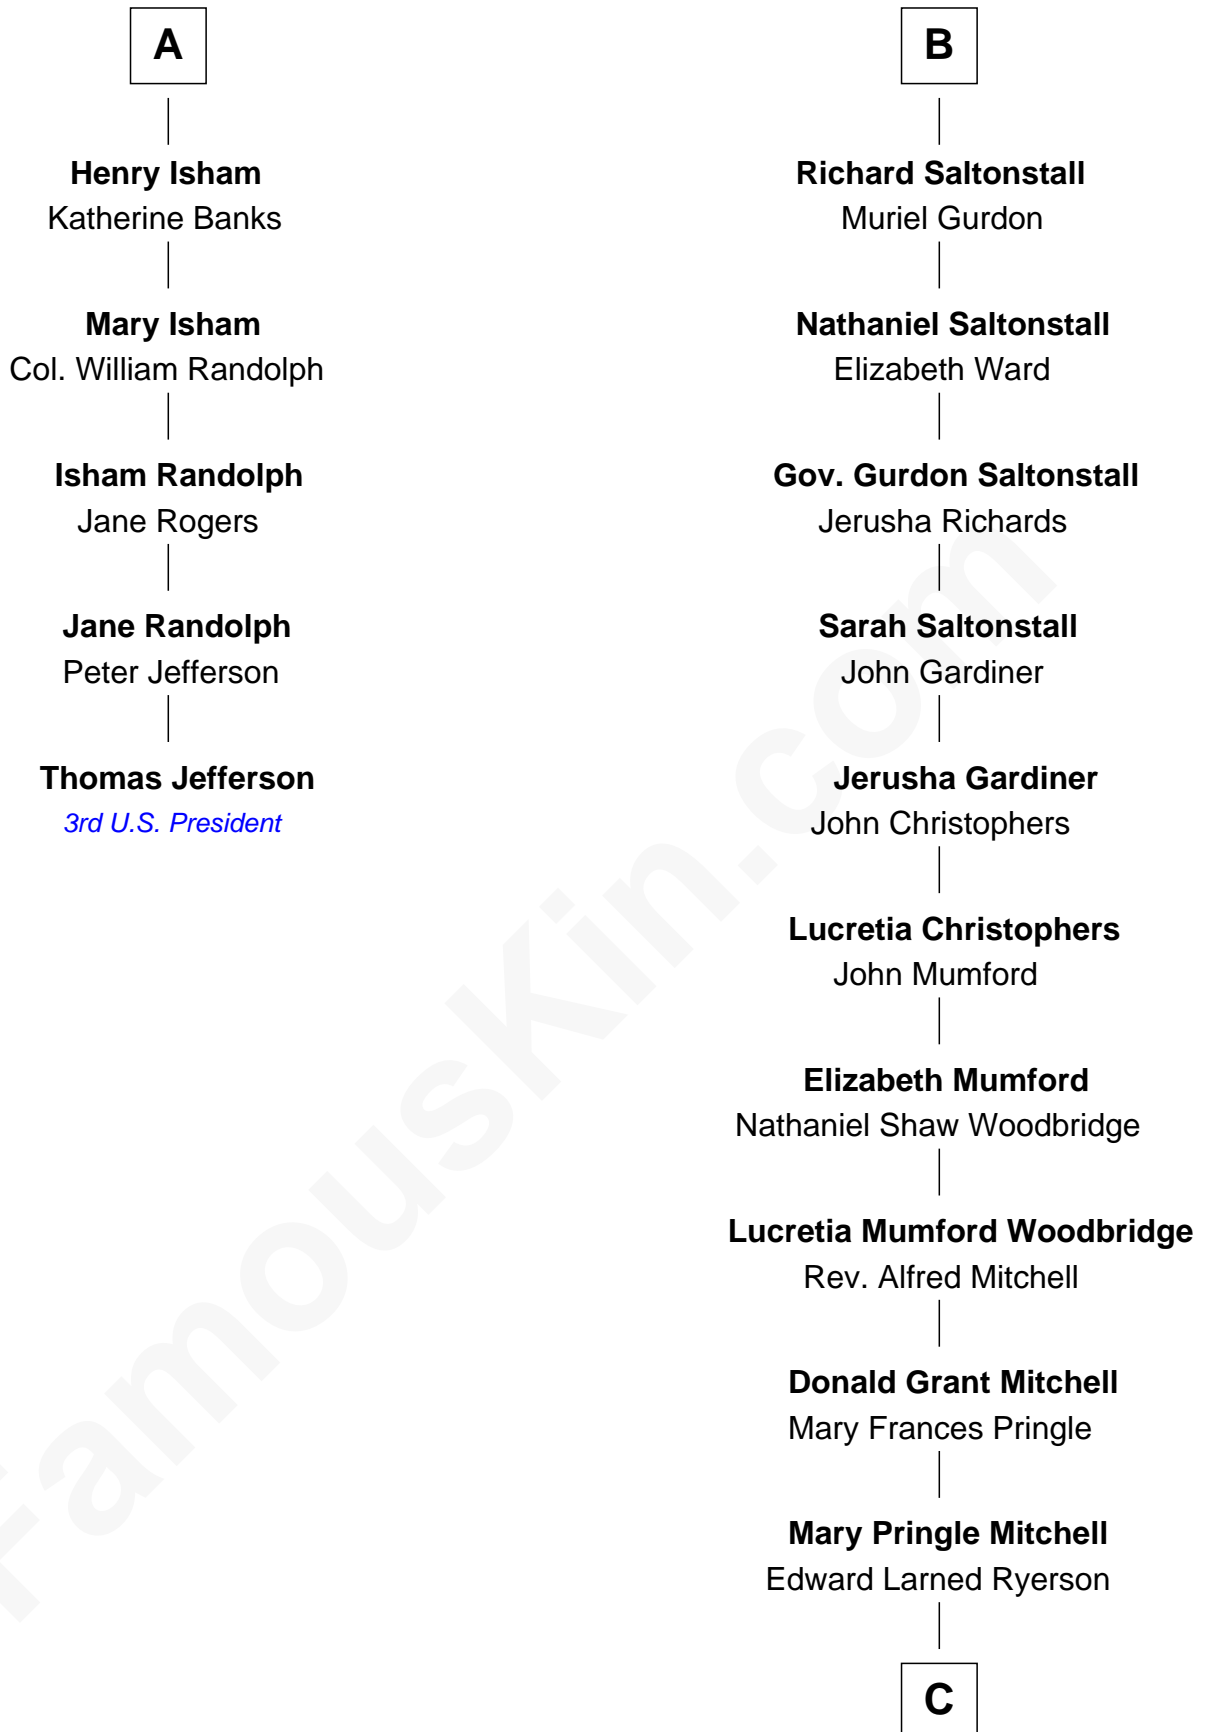 A
Henry Isham
Katherine Banks
Mary Isham
Col. William Randolph
Isham Randolph
Jane Rogers
Jane Randolph
Peter Jefferson
Thomas Jefferson
3rd U.S. President
B
Richard Saltonstall
Muriel Gurdon
Nathaniel Saltonstall
Elizabeth Ward
Gov. Gurdon Saltonstall
Jerusha Richards
Sarah Saltonstall
John Gardiner
Jerusha Gardiner
John Christophers
Lucretia Christophers
John Mumford
Elizabeth Mumford
Nathaniel Shaw Woodbridge
Lucretia Mumford Woodbridge
Rev. Alfred Mitchell
Donald Grant Mitchell
Mary Frances Pringle
Mary Pringle Mitchell
Edward Larned Ryerson
C
FamousKin.com